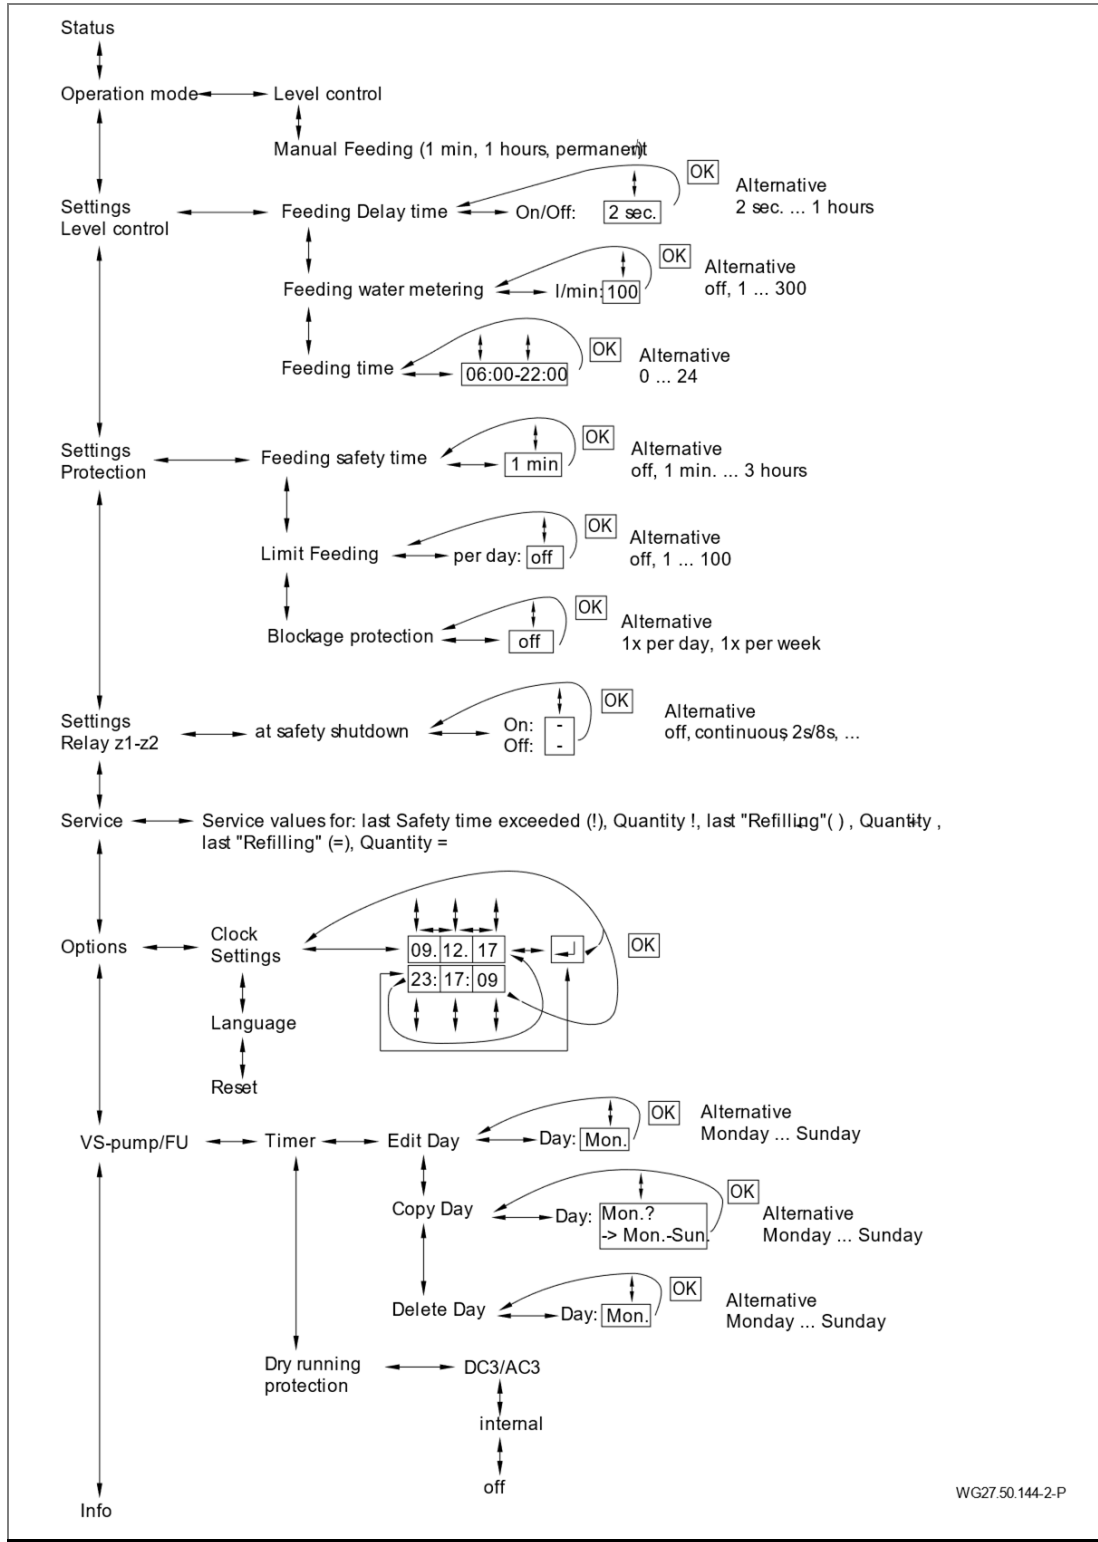 Status
Operation mode
Level control
Manual Feeding (1 min, 1 hours, permanent)
Settings
Level control
Feeding Delay time
On/Off:
2 sec.
OK
Alternative
2 sec. ... 1 hours
Feeding water metering
l/min:
100
OK
Alternative
off, 1 ... 300
Feeding time
06:00-22:00
OK
Alternative
0 ... 24
Settings
Protection
Feeding safety time
1 min
OK
Alternative
off, 1 min. ... 3 hours
Limit Feeding
per day:
off
OK
Alternative
off, 1 ... 100
Blockage protection
off
OK
Alternative
1x per day, 1x per week
Settings
Relay z1-z2
at safety shutdown
On: -
Off: -
OK
Alternative
off, continuous, 2s/8s, ...
Service
Service values for: last Safety time exceeded (!), Quantity !, last "Refilling"( ) , Quantity ,
last "Refilling" (=), Quantity =
Options
Clock
Settings
09. 12. 17
23: 17: 09
OK
Language
Reset
VS-pump/FU
Timer
Edit Day
Day:
Mon.
OK
Alternative
Monday ... Sunday
Copy Day
Day:
Mon.?
-> Mon.-Sun.
OK
Alternative
Monday ... Sunday
Delete Day
Day:
Mon.
OK
Alternative
Monday ... Sunday
Dry running
protection
DC3/AC3
internal
off
Info
WG27.50.144-2-P